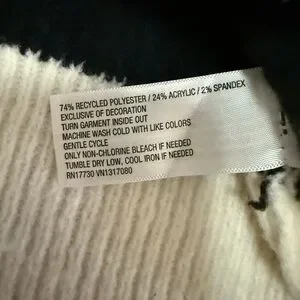 74% RECYCLED POLYESTER / 24% ACRYLIC / 2% SPANDEX
EXCLUSIVE OF DECORATION
TURN GARMENT INSIDE OUT
MACHINE WASH COLD WITH LIKE COLORS
GENTLE CYCLE
ONLY NON-CHLORINE BLEACH IF NEEDED
TUMBLE DRY LOW, COOL IRON IF NEEDED
RN17730 VN1317080